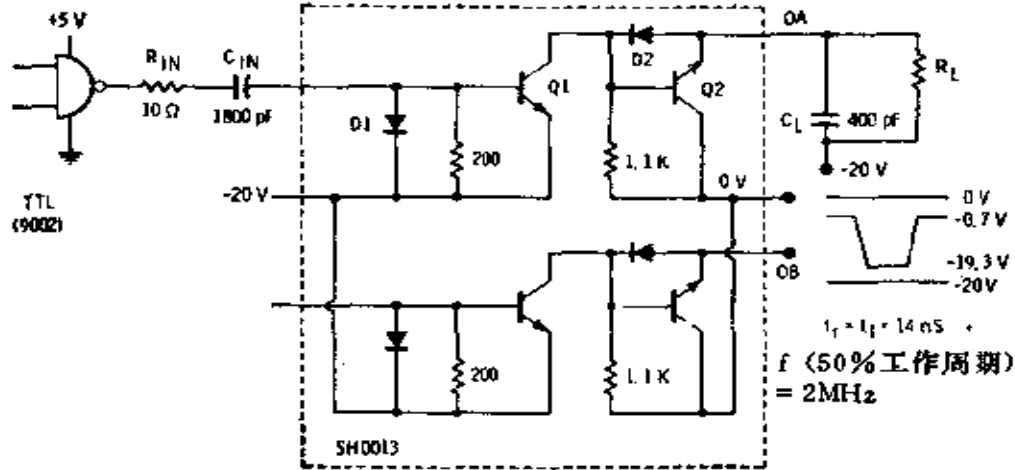 +5 V
R IN
C IN
10 Ω
1800 pF
TTL
(9002)
D1
200
-20 V
Q1
D2
Q2
1.1 K
0 V
OA
C L
400 pF
R L
-20 V
0 V
-0.7 V
-19.3 V
-20 V
OB
200
1.1 K
SH0013
t r = t f = 14 nS
f (50%工作周期)
= 2MHz